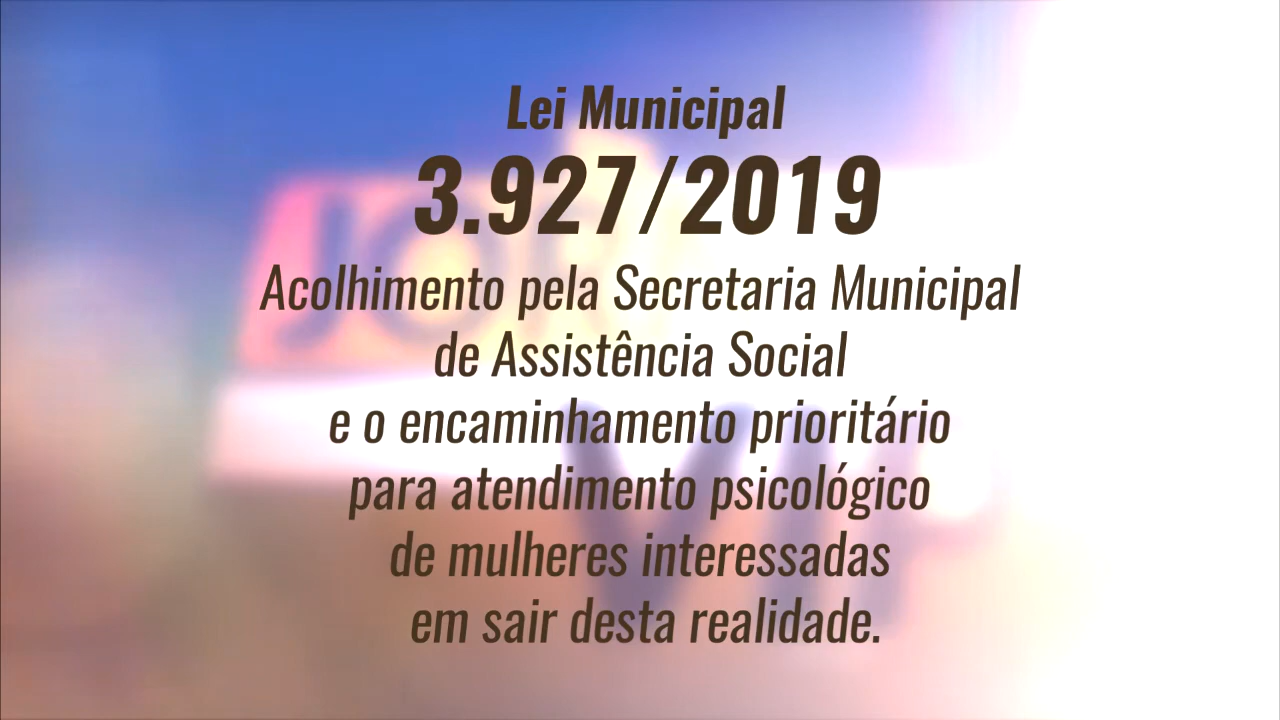 Lei Municipal
3.927/2019
Acolhimento pela Secretaria Municipal
de Assistência Social
e o encaminhamento prioritário
para atendimento psicológico
de mulheres interessadas
em sair desta realidade.